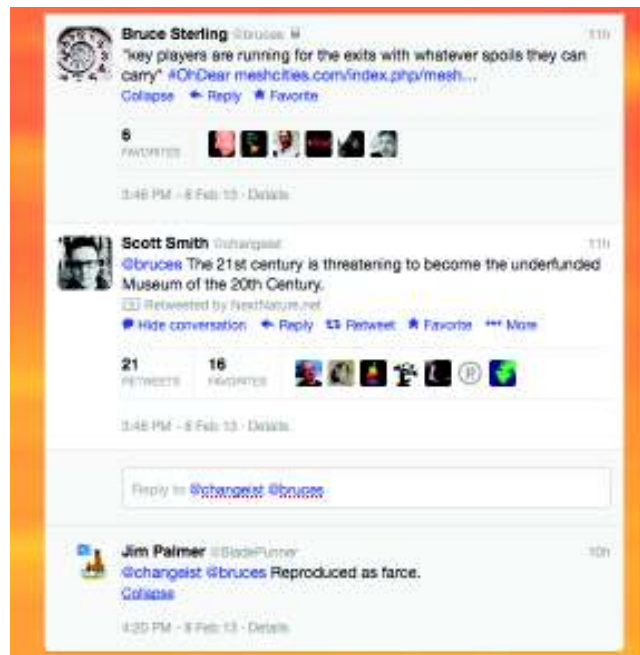 Bruce Sterling @bruces 11h
"key players are running for the exits with whatever spoils they can
carry" #OhDear meshcities.com/index.php/mesh...
Collapse Reply Favorite
6
FAVORITES
3:46 PM - 8 Feb 13 · Details
Scott Smith @changeist 11h
@bruces The 21st century is threatening to become the underfunded
Museum of the 20th Century.
Retweeted by NextNature.net
Hide conversation Reply Retweet Favorite More
21 16
RETWEETS FAVORITES
3:48 PM - 8 Feb 13 · Details
Reply to @changeist @bruces
Jim Palmer @BladeFunner 10h
@changeist @bruces Reproduced as farce.
Collapse
4:20 PM - 8 Feb 13 · Details